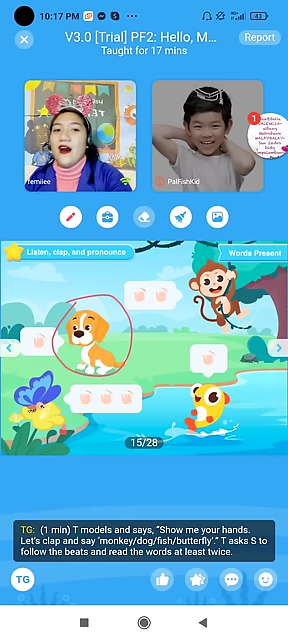 10:17 PM
43
V3.0 [Trial] PF2: Hello, M...
Taught for 17 mins
Report
Temiiee
PalFishKid
1
Listen, clap, and pronounce
Words Present
15/28
TG: (1 min) T models and says, “Show me your hands.
Let's clap and say ‘monkey/dog/fish/butterfly’.” T asks S to
follow the beats and read the words at least twice.
TG